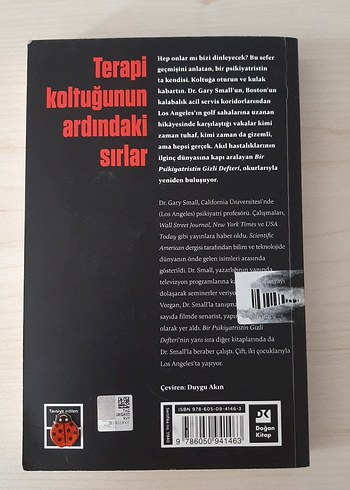 Terapi
koltuğunun
ardındaki
sırlar
Hep onlar mı bizi dinleyecek? Bu sefer
geçmişini anlatan, bir psikiyatristin
ta kendisi. Koltuğa oturun ve kulak
kabartın. Dr. Gary Small'un, Boston'un
kalabalık acil servis koridorlarından
Los Angeles'ın golf sahalarına uzanan
hikâyesinde karşılaştığı vakalar kimi
zaman tuhaf, kimi zaman da gizemli,
ama hepsi gerçek. Akıl hastalıklarının
ilginç dünyasına kapı aralayan Bir
Psikiyatristin Gizli Defteri, okurlarıyla
yeniden buluşuyor.
Dr. Gary Small, California Üniversitesi'nde
(Los Angeles) psikiyatri profesörü. Çalışmaları,
Wall Street Journal, New York Times ve USA
Today gibi yayınlara haber oldu. Scientific
American dergisi tarafından bilim ve teknolojide
dünyanın önde gelen isimleri arasında
gösterildi. Dr. Small, yazarlığının yanında
televizyon programlarına
dolaşarak seminerler
Vorgan, Dr. Small'la
sayıda filmde senarist,
olarak yer aldı. Bir Psikiyatristin Gizli
Defteri'nin yanı sıra diğer kitaplarında da
Dr. Small'la beraber çalıştı. Çift, iki çocuklarıyla
Los Angeles'ta yaşıyor.
Çeviren: Duygu Akın
Tavsiye edilen
ISBN 978-605-09-4146-3
9 786050 941463
DK
Doğan
Kitap